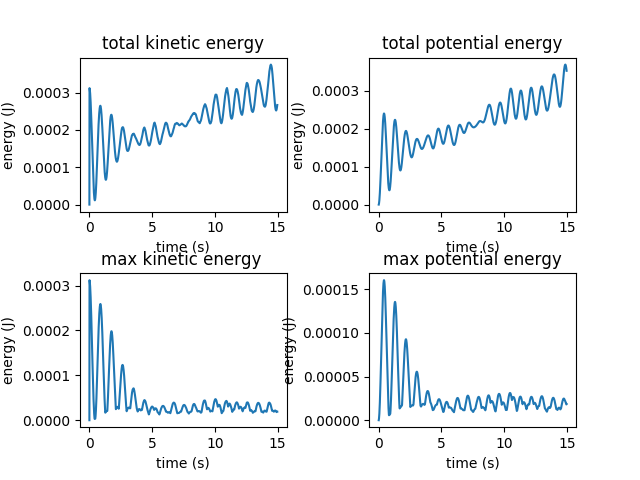 total kinetic energy
energy (J)
0.0003
0.0002
0.0001
0.0000
0
5
10
15
time (s)
total potential energy
energy (J)
0.0003
0.0002
0.0001
0.0000
0
5
10
15
time (s)
max kinetic energy
energy (J)
0.0003
0.0002
0.0001
0.0000
0
5
10
15
time (s)
max potential energy
energy (J)
0.00015
0.00010
0.00005
0.00000
0
5
10
15
time (s)